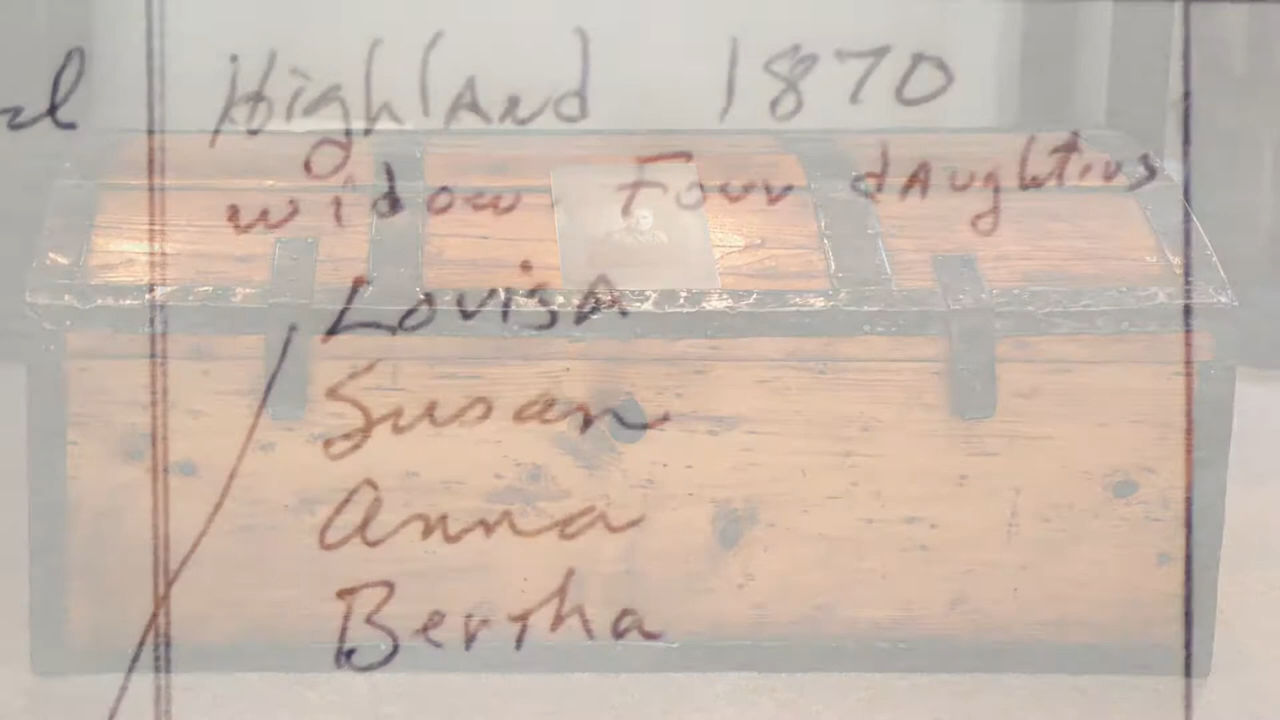 Highland 1870
widow Four daughters
Louisa
Susan
Anna
Bertha